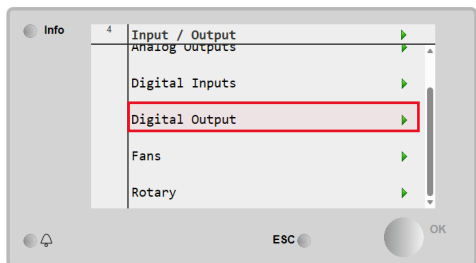 Info
4 Input / Output
Analog Outputs
Digital Inputs
Digital Output
Fans
Rotary
ESC
OK